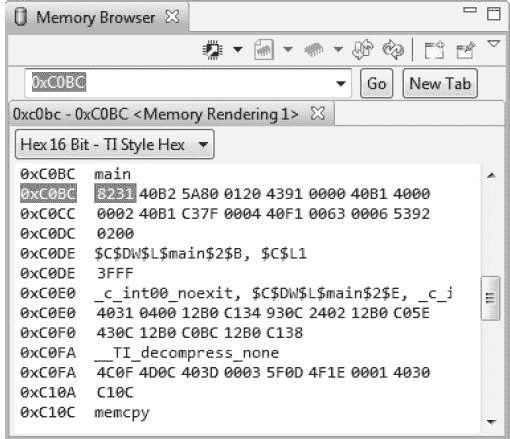 Memory Browser
0xC0BC
Go
New Tab
0xc0bc - 0xC0BC <Memory Rendering 1>
Hex 16 Bit - TI Style Hex
0xC0BC main
0xC0BC 8231 40B2 5A80 0120 4391 0000 40B1 4000
0xC0CC 0002 40B1 C37F 0004 40F1 0063 0006 5392
0xC0DC 0200
0xC0DE $C$DW$L$main$2$B, $C$L1
0xC0DE 3FFF
0xC0E0 _c_int00_noexit, $C$DW$L$main$2$E, _c_i
0xC0E0 4031 0400 12B0 C134 930C 2402 12B0 C05E
0xC0F0 430C 12B0 C0BC 12B0 C138
0xC0FA __TI_decompress_none
0xC0FA 4C0F 4D0C 403D 0003 5F0D 4F1E 0001 4030
0xC10A C10C
0xC10C memcpy